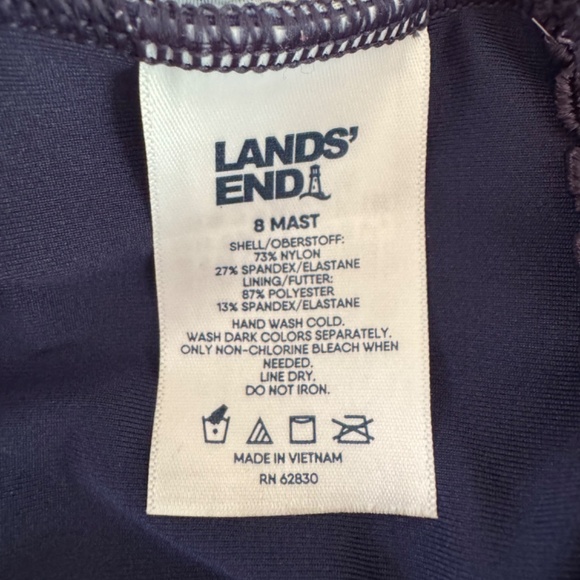 LANDS'
END
8 MAST
SHELL/OBERSTOFF:
73% NYLON
27% SPANDEX/ELASTANE
LINING/FUTTER:
87% POLYESTER
13% SPANDEX/ELASTANE
HAND WASH COLD.
WASH DARK COLORS SEPARATELY.
ONLY NON-CHLORINE BLEACH WHEN
NEEDED.
LINE DRY.
DO NOT IRON.
MADE IN VIETNAM
RN 62830